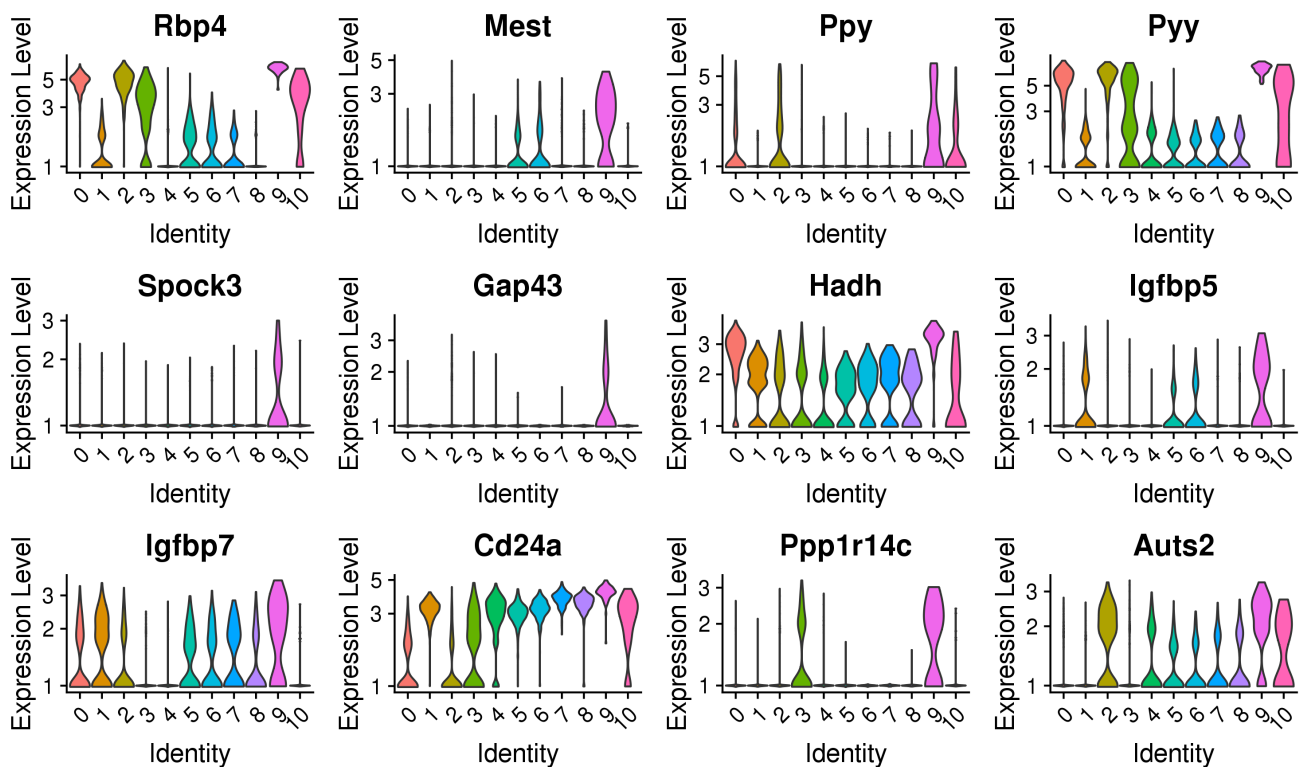 Rbp4 Mest Ppy Pyy
Expression Level 5 3 1 Expression Level 5 3 1 Expression Level 5 3 1 Expression Level 5 3 1
0 1 2 3 4 5 6 7 8 9 10 0 1 2 3 4 5 6 7 8 9 10 0 1 2 3 4 5 6 7 8 9 10 0 1 2 3 4 5 6 7 8 9 10
Identity Identity Identity Identity
Spock3 Gap43 Hadh Igfbp5
Expression Level 3 2 1 Expression Level 3 2 1 Expression Level 3 2 1 Expression Level 3 2 1
0 1 2 3 4 5 6 7 8 9 10 0 1 2 3 4 5 6 7 8 9 10 0 1 2 3 4 5 6 7 8 9 10 0 1 2 3 4 5 6 7 8 9 10
Identity Identity Identity Identity
Igfbp7 Cd24a Ppp1r14c Auts2
Expression Level 3 2 1 Expression Level 5 3 1 Expression Level 3 2 1 Expression Level 3 2 1
0 1 2 3 4 5 6 7 8 9 10 0 1 2 3 4 5 6 7 8 9 10 0 1 2 3 4 5 6 7 8 9 10 0 1 2 3 4 5 6 7 8 9 10
Identity Identity Identity Identity